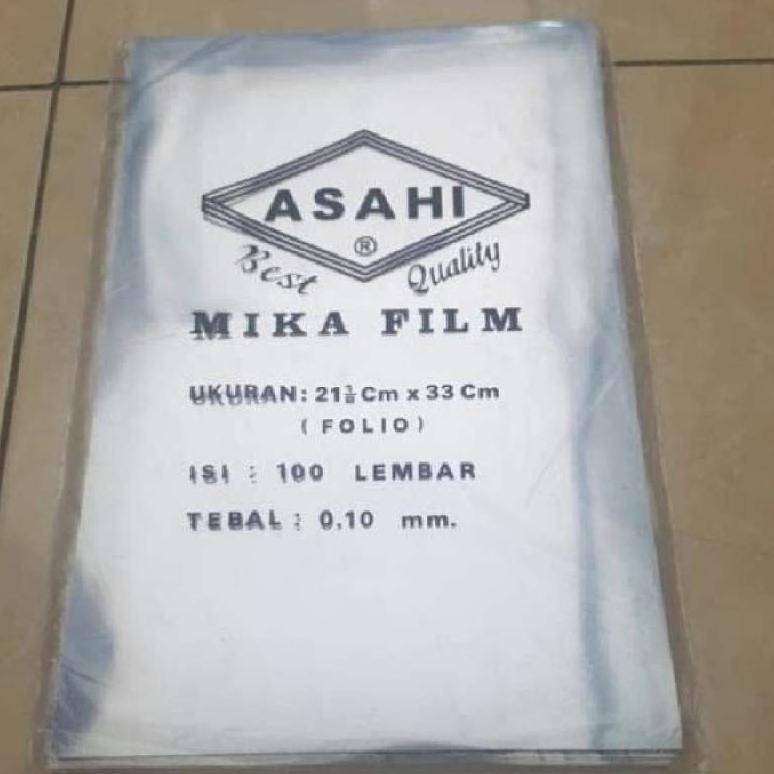 ASAHI
®
Best Quality
MIKA FILM
UKURAN: 21½ Cm x 33 Cm
( FOLIO )
ISI : 100 LEMBAR
TEBAL : 0,10 mm.